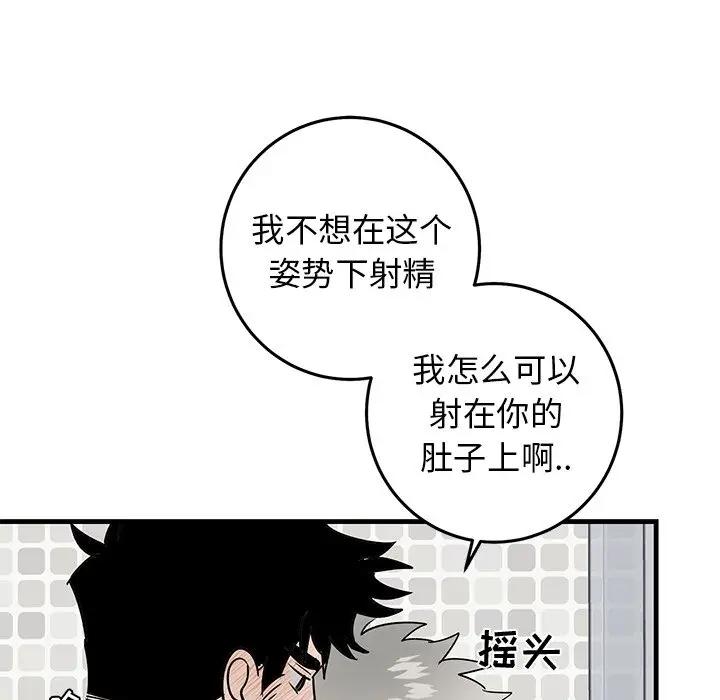 我不想在这个
姿势下射精
我怎么可以
射在你的
肚子上啊..
摇头